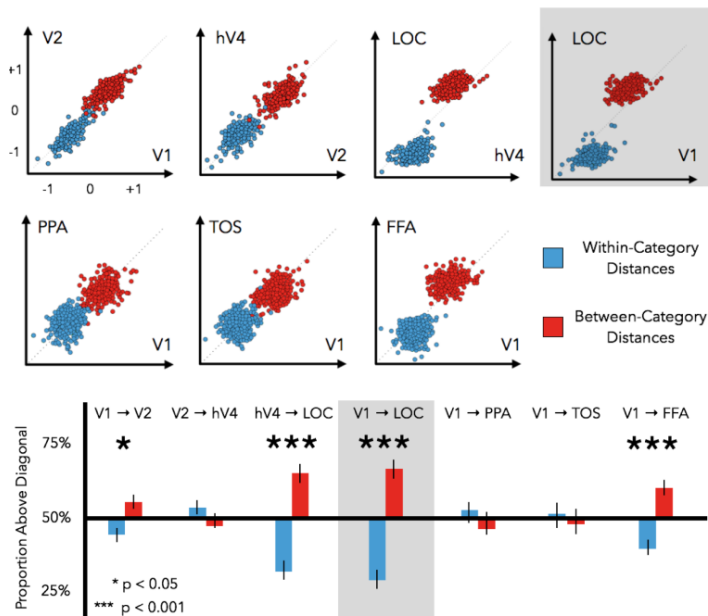 V2
hV4
LOC
LOC
+1
0
-1
V1
V2
hV4
V1
-1 0 +1
PPA
TOS
FFA
V1
V1
V1
Within-Category
Distances
Between-Category
Distances
V1 → V2
V2 → hV4
hV4 → LOC
V1 → LOC
V1 → PPA
V1 → TOS
V1 → FFA
Proportion Above Diagonal
75%
50%
25%
*
***
***
***
* p < 0.05
*** p < 0.001